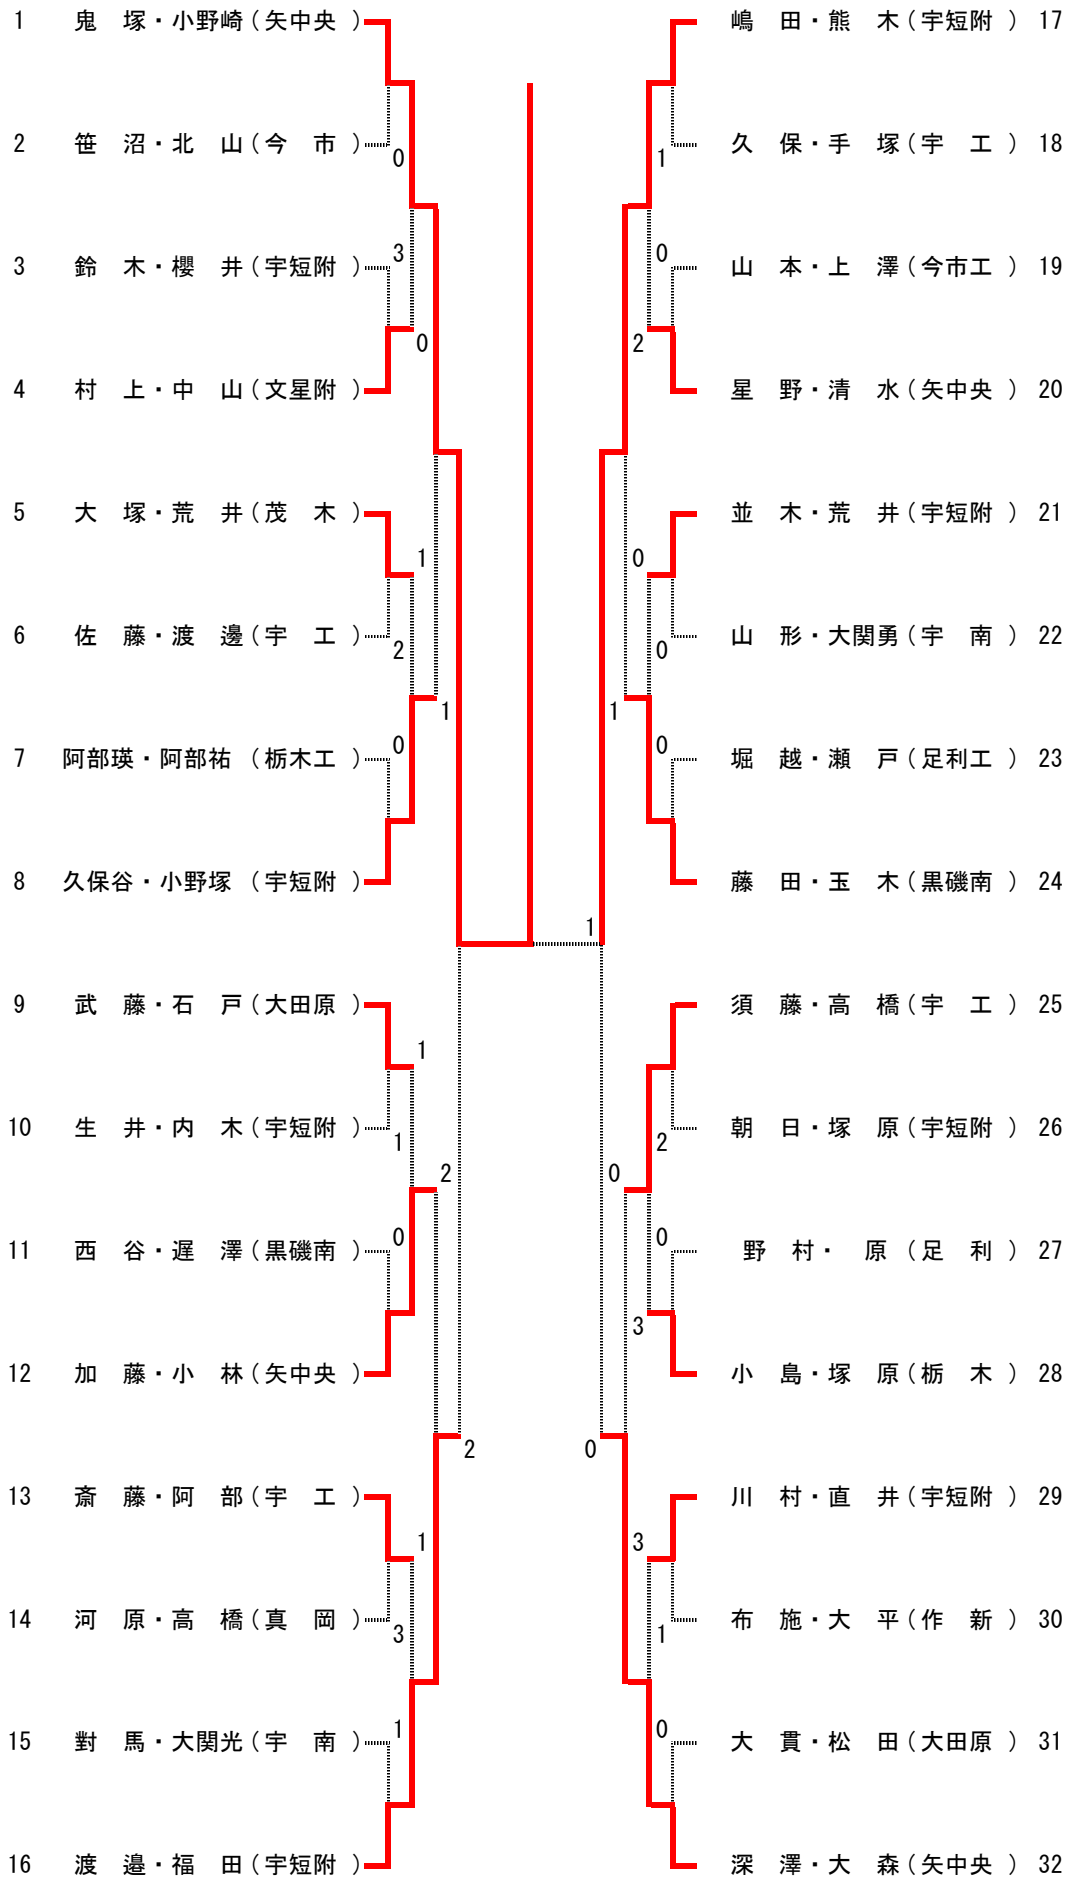 1 鬼　塚・小野崎 (矢中央 ) 嶋　田・熊　木 (宇短附 ) 17
2 笹　沼・北　山 (今　市 ) 0 1 久　保・手　塚 (宇　工 ) 18
3 鈴　木・櫻　井 (宇短附 ) 3 0 山　本・上　澤 (今市工 ) 19
0 2
4 村　上・中　山 (文星附 ) 星　野・清　水 (矢中央 ) 20
5 大　塚・荒　井 (茂　木 ) 並　木・荒　井 (宇短附 ) 21
1 0
6 佐　藤・渡　邊 (宇　工 ) 2 0 山　形・大関勇 (宇　南 ) 22
1 1
7 阿部瑛・阿部祐 (栃木工 ) 0 0 堀　越・瀬　戸 (足利工 ) 23
8 久保谷・小野塚 (宇短附 ) 藤　田・玉　木 (黒磯南 ) 24
1
9 武　藤・石　戸 (大田原 ) 須　藤・高　橋 (宇　工 ) 25
1
10 生　井・内　木 (宇短附 ) 1 2 朝　日・塚　原 (宇短附 ) 26
2 0
11 西　谷・遅　澤 (黒磯南 ) 0 0 野　村・　原 (足　利 ) 27
3
12 加　藤・小　林 (矢中央 ) 小　島・塚　原 (栃　木 ) 28
2 0
13 斎　藤・阿　部 (宇　工 ) 川　村・直　井 (宇短附 ) 29
1 3
14 河　原・高　橋 (真　岡 ) 3 1 布　施・大　平 (作　新 ) 30
15 對　馬・大関光 (宇　南 ) 1 0 大　貫・松　田 (大田原 ) 31
16 渡　邉・福　田 (宇短附 ) 深　澤・大　森 (矢中央 ) 32